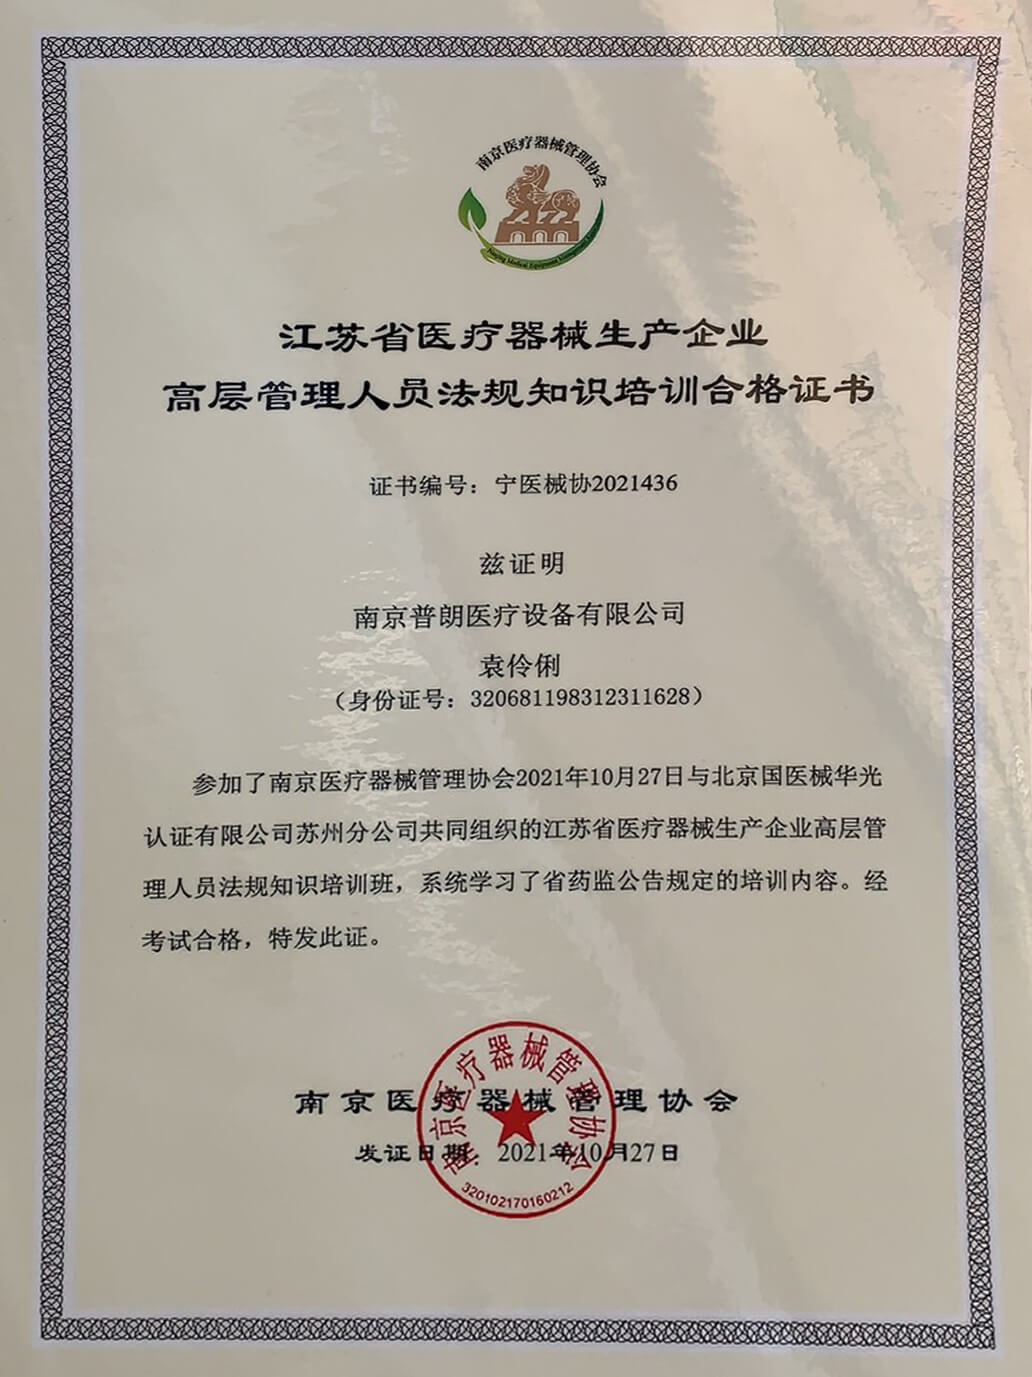 南京医疗器械管理协会
Nanjing Medical Equipment Management Association
江苏省医疗器械生产企业
高层管理人员法规知识培训合格证书
证书编号：宁医械协2021436
兹证明
南京普朗医疗设备有限公司
袁伶俐
（身份证号：320681198312311628）
参加了南京医疗器械管理协会2021年10月27日与北京国医械华光
认证有限公司苏州分公司共同组织的江苏省医疗器械生产企业高层管
理人员法规知识培训班，系统学习了省药监公告规定的培训内容。经
考试合格，特发此证。
南京医疗器械管理协会
发证日期：2021年10月27日
南京医疗器械管理协会
320102170160212